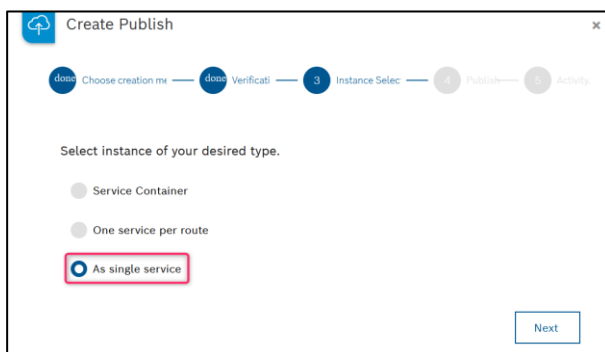 Create Publish
×
done Choose creation me done Verificati 3 Instance Selec 4 Publish 5 Activity.
Select instance of your desired type.
Service Container
One service per route
As single service
Next